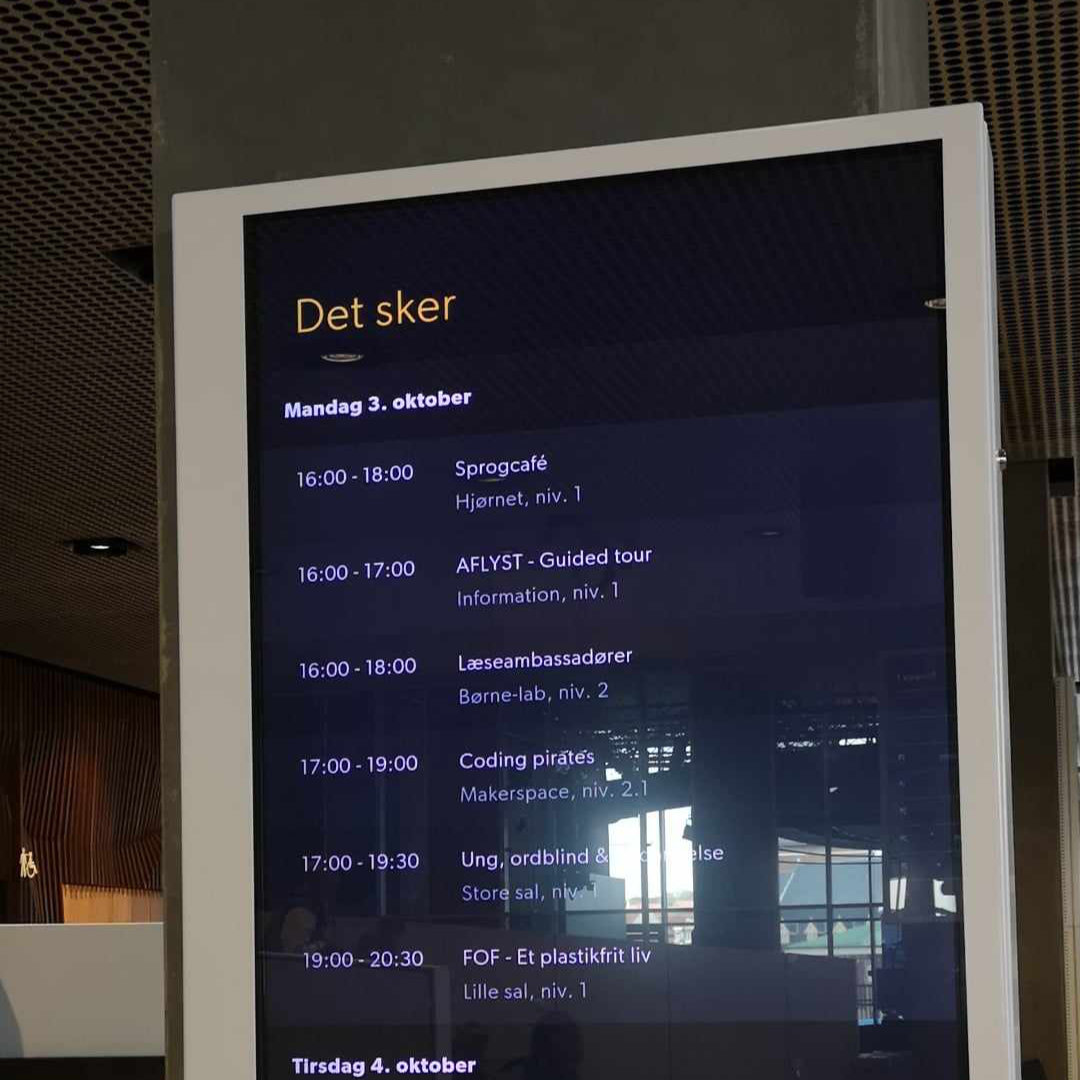 Det sker
Mandag 3. oktober
16:00 - 18:00 Sprogcafé
Hjørnet, niv. 1
16:00 - 17:00 AFLYST - Guided tour
Information, niv. 1
16:00 - 18:00 Læseambassadører
Børne-lab, niv. 2
17:00 - 19:00 Coding pirates
Makerspace, niv. 2.1
17:00 - 19:30 Ung, ordblind &
Store sal, niv. 1
19:00 - 20:30 FOF - Et plastikfrit liv
Lille sal, niv. 1
Tirsdag 4. oktober